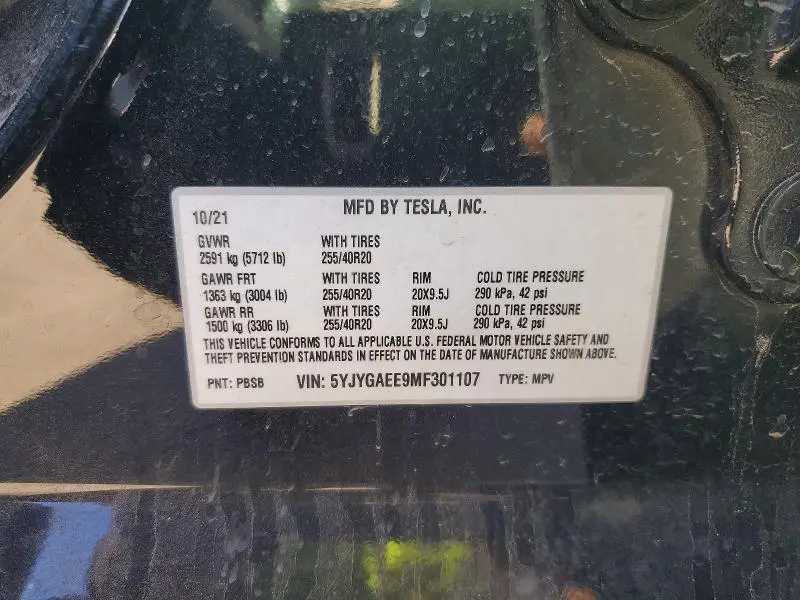 10/21 MFD BY TESLA, INC.
GVWR WITH TIRES
2591 kg (5712 lb) 255/40R20
GAWR FRT WITH TIRES RIM COLD TIRE PRESSURE
1363 kg (3004 lb) 255/40R20 20X9.5J 290 kPa, 42 psi
GAWR RR WITH TIRES RIM COLD TIRE PRESSURE
1500 kg (3306 lb) 255/40R20 20X9.5J 290 kPa, 42 psi
THIS VEHICLE CONFORMS TO ALL APPLICABLE U.S. FEDERAL MOTOR VEHICLE SAFETY AND
THEFT PREVENTION STANDARDS IN EFFECT ON THE DATE OF MANUFACTURE SHOWN ABOVE.
PNT: PBSB VIN: 5YJYGAEE9MF301107 TYPE: MPV